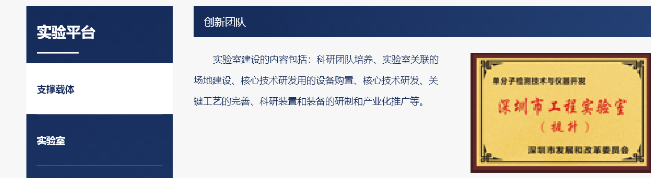 实验平台
支撑载体
实验室
创新团队
实验室建设的内容包括：科研团队培养、实验室关联的
场地建设、核心技术研发用的设备购置、核心技术研发、关
键工艺的完善、科研装置和装备的研制和产业化推广等。
单分子检测技术与仪器开发
深圳市工程实验室
（提升）
深圳市发展和改革委员会